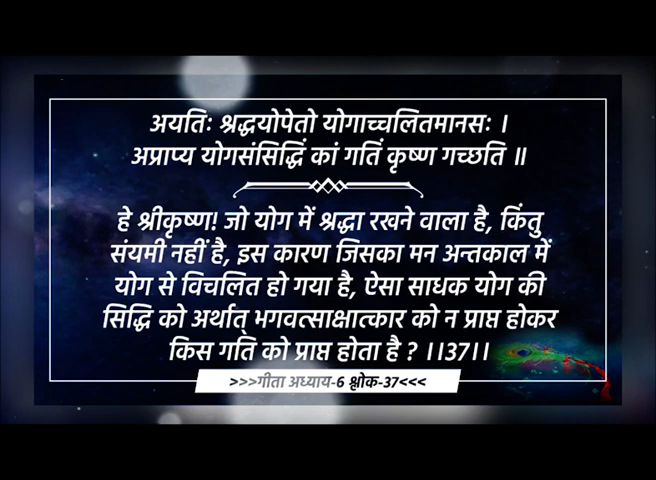 अयतिः श्रद्धयोपेतो योगाच्चलितमानसः ।
अप्राप्य योगसंसिद्धिं कां गतिं कृष्ण गच्छति ॥
हे श्रीकृष्ण! जो योग में श्रद्धा रखने वाला है, किंतु
संयमी नहीं है, इस कारण जिसका मन अन्तकाल में
योग से विचलित हो गया है, ऐसा साधक योग की
सिद्धि को अर्थात् भगवत्साक्षात्कार को न प्राप्त होकर
किस गति को प्राप्त होता है ? ।।37।।
>>>गीता अध्याय-6 श्लोक-37<<<